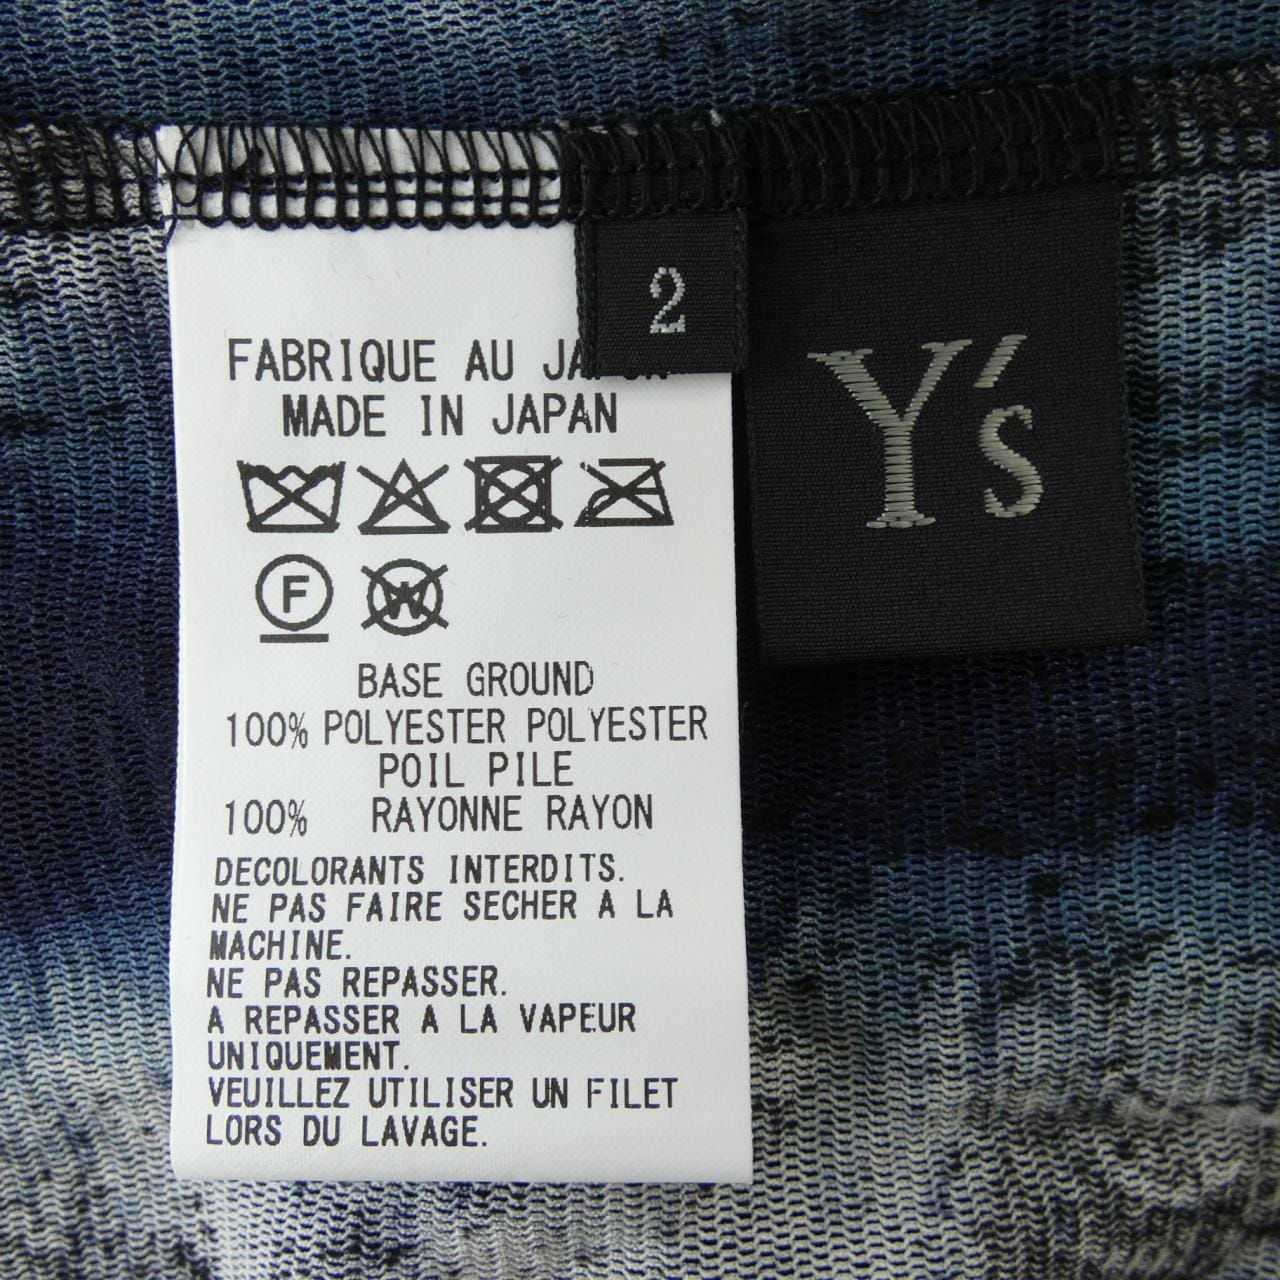 2
Y's
FABRIQUE AU
MADE IN JAPAN
F
W
BASE GROUND
100% POLYESTER POLYESTER
POIL PILE
100% RAYONNE RAYON
DECOLORANTS INTERDITS.
NE PAS FAIRE SECHER A LA
MACHINE.
NE PAS REPASSER.
A REPASSER A LA VAPEUR
UNIQUEMENT.
VEUILLEZ UTILISER UN FILET
LORS DU LAVAGE.